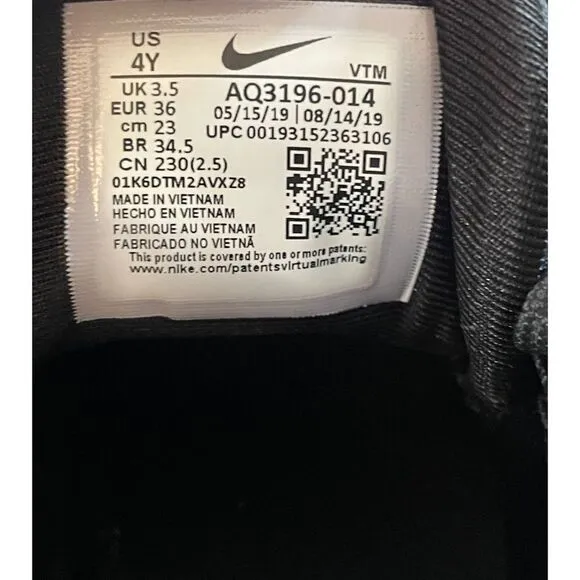 US
4Y
VTM
UK 3.5
AQ3196-014
EUR 36
05/15/19 | 08/14/19
cm 23
UPC 00193152363106
BR 34.5
CN 230(2.5)
01K6DTM2AVXZ8
MADE IN VIETNAM
HECHO EN VIETNAM
FABRIQUE AU VIETNAM
FABRICADO NO VIETNÃ
This product is covered by one or more patents:
www.nike.com/patentsvirtualmarking